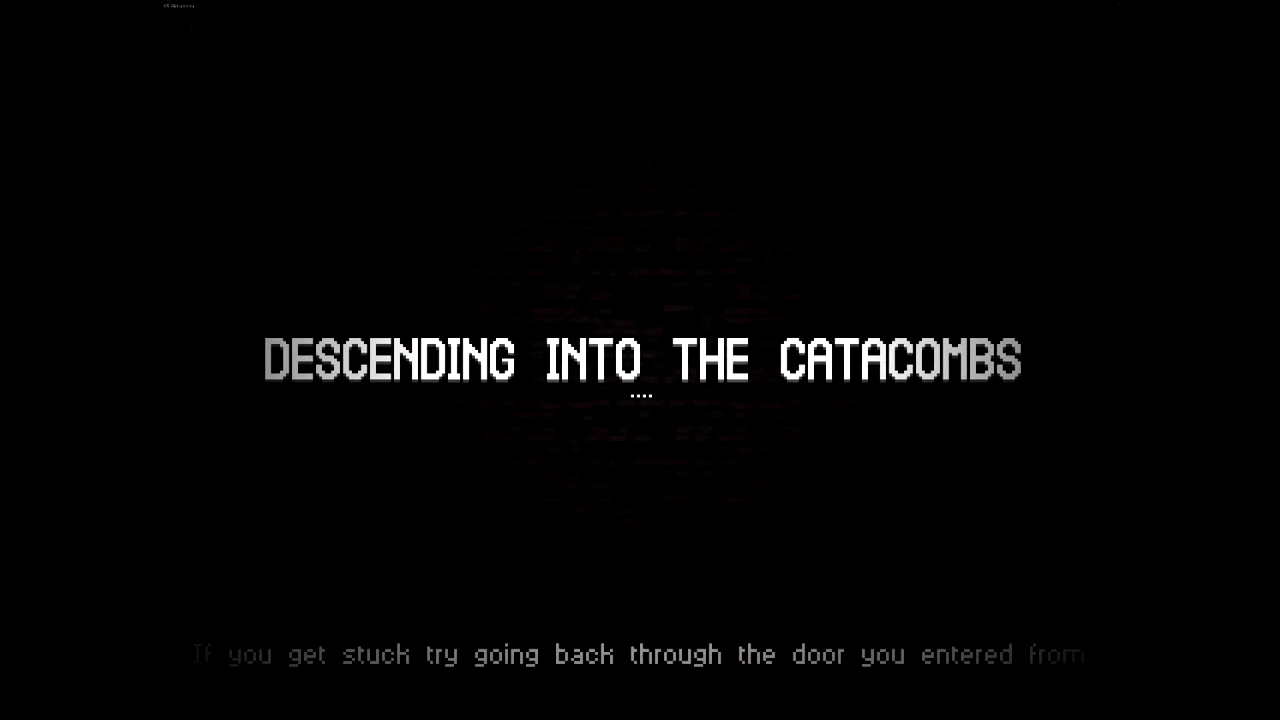 DESCENDING INTO THE CATACOMBS
....
If you get stuck try going back through the door you entered from